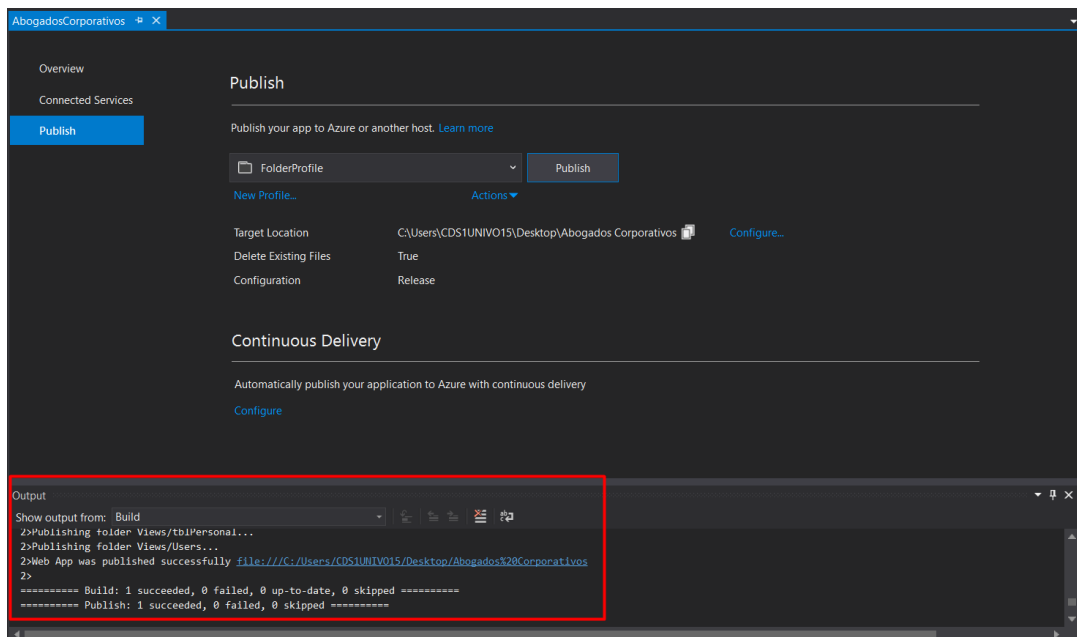 AbogadosCorporativos
Overview
Connected Services
Publish
Publish
Publish your app to Azure or another host. Learn more
FolderProfile
Publish
New Profile...
Actions
Target Location C:\Users\CDS1UNIVO15\Desktop\Abogados Corporativos Configure...
Delete Existing Files True
Configuration Release
Continuous Delivery
Automatically publish your application to Azure with continuous delivery
Configure
Output
Show output from: Build
2>Publishing folder Views/tblPersonal...
2>Publishing folder Views/Users...
2>Web App was published successfully file:///C:/Users/CDS1UNIVO15/Desktop/Abogados%20Corporativos
2>
========== Build: 1 succeeded, 0 failed, 0 up-to-date, 0 skipped ==========
========== Publish: 1 succeeded, 0 failed, 0 skipped ==========